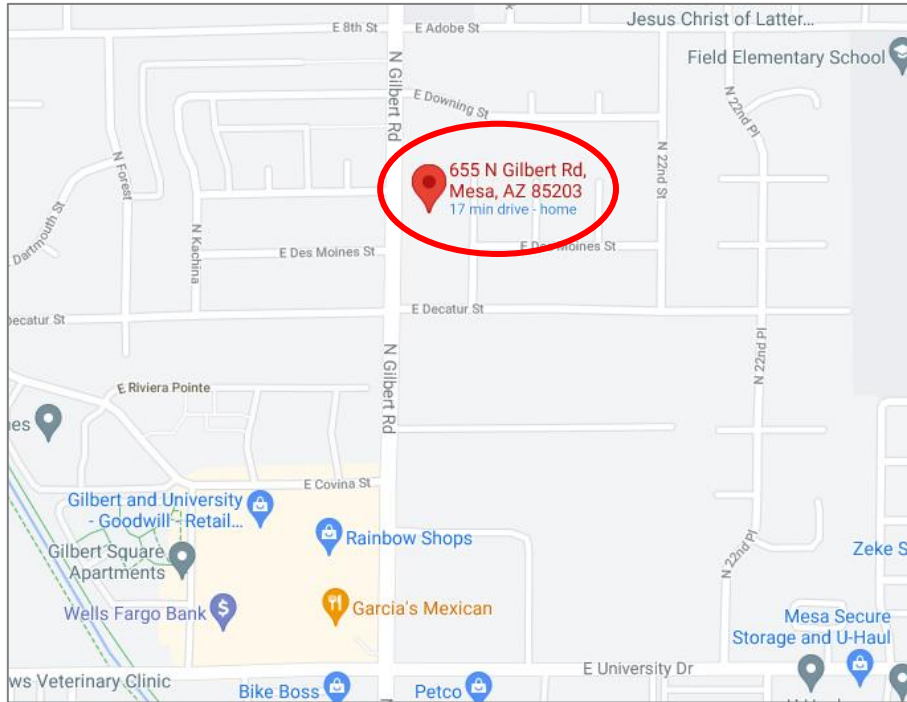 Jesus Christ of Latter...
E 8th St
E Adobe St
Field Elementary School
N Gilbert Rd
E Downing St
N 22nd Pl
N Forest
N 22nd St
655 N Gilbert Rd,
Mesa, AZ 85203
17 min drive - home
Dartmouth St
N Kachina
E Des Moines St
E Des Moines St
ecatur St
E Decatur St
N Gilbert Rd
N 22nd Pl
E Riviera Pointe
es
E Covina St
Gilbert and University
- Goodwill - Retail...
Rainbow Shops
Gilbert Square
Apartments
N 22nd Pl
Zeke S
Wells Fargo Bank
Garcia's Mexican
Mesa Secure
Storage and U-Haul
E University Dr
ws Veterinary Clinic
Bike Boss
Petco